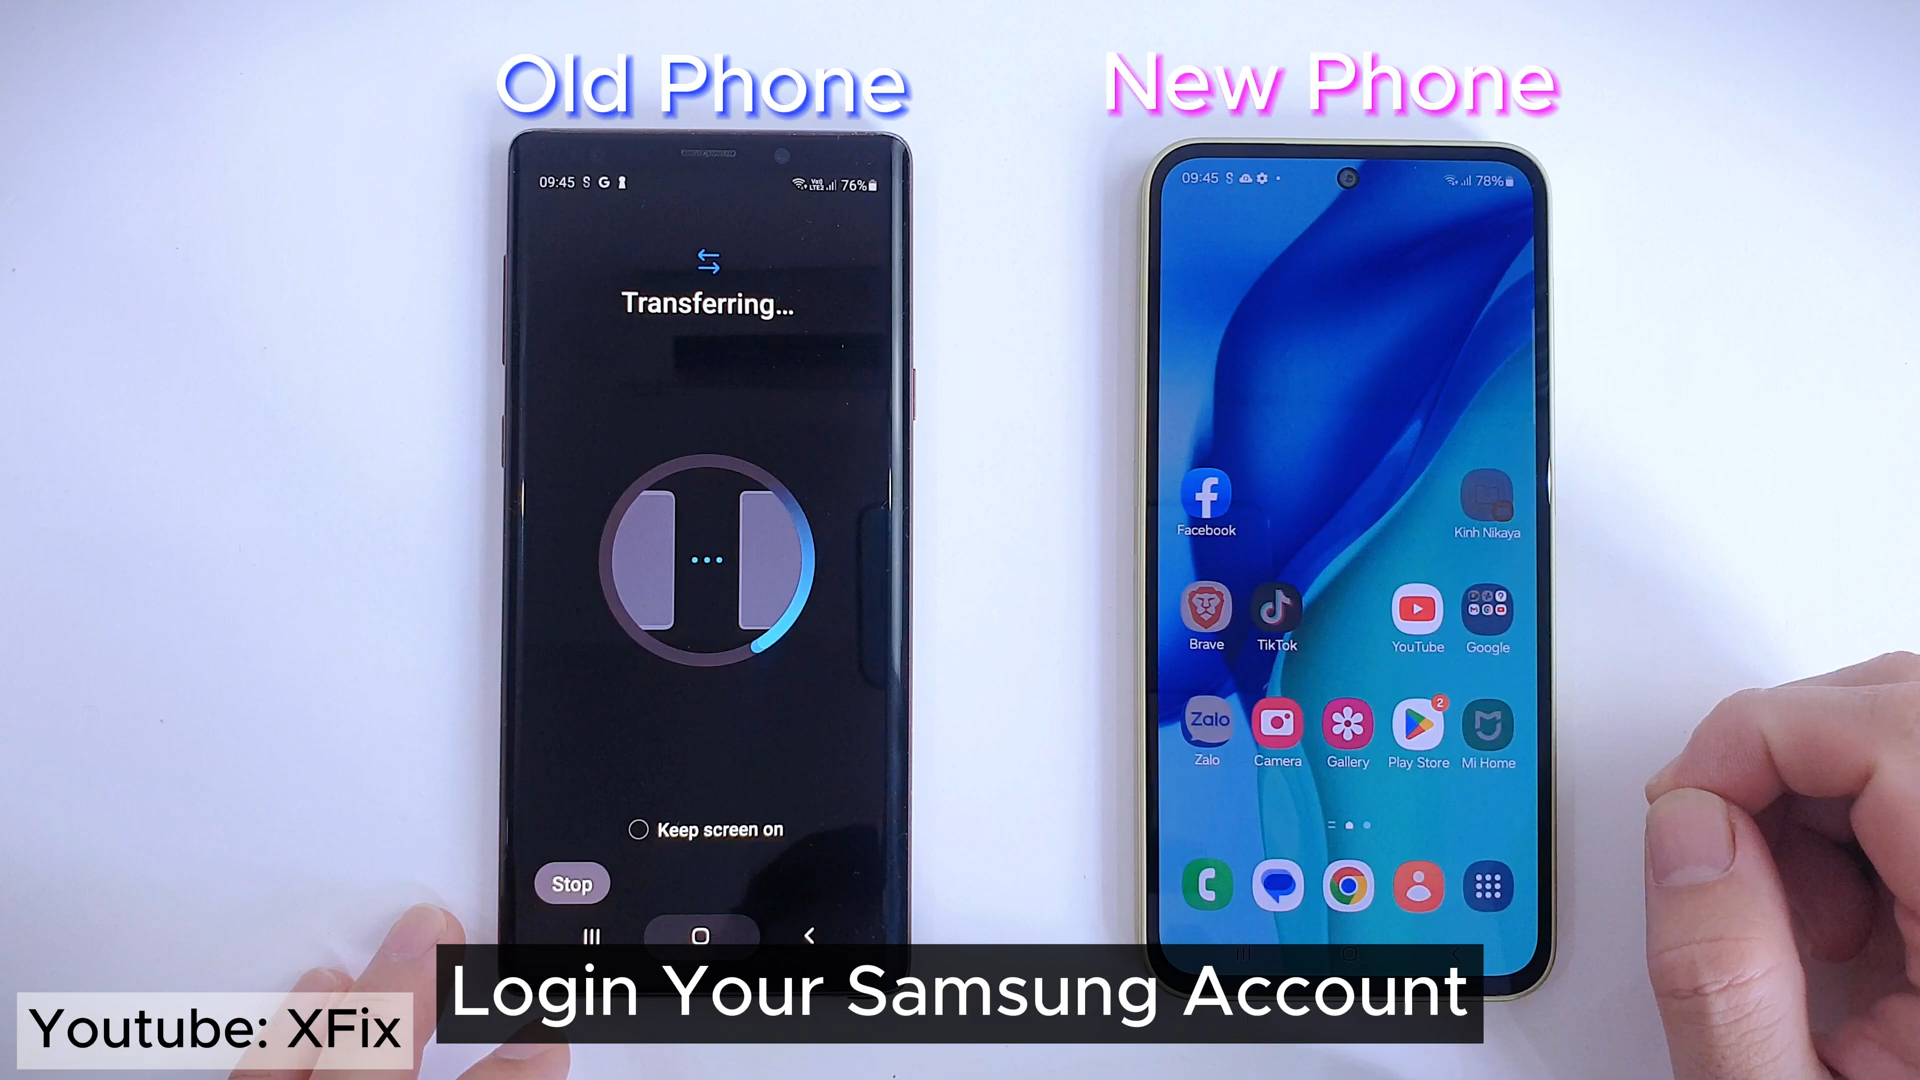 Old Phone
New Phone
09:45 S G
76%
Transferring...
Keep screen on
Stop
09:45 S
78%
Facebook
Kinh Nikaya
Brave
TikTok
YouTube
Google
Zalo
Zalo
Camera
Gallery
2
Play Store
Mi Home
Login Your Samsung Account
Youtube: XFix